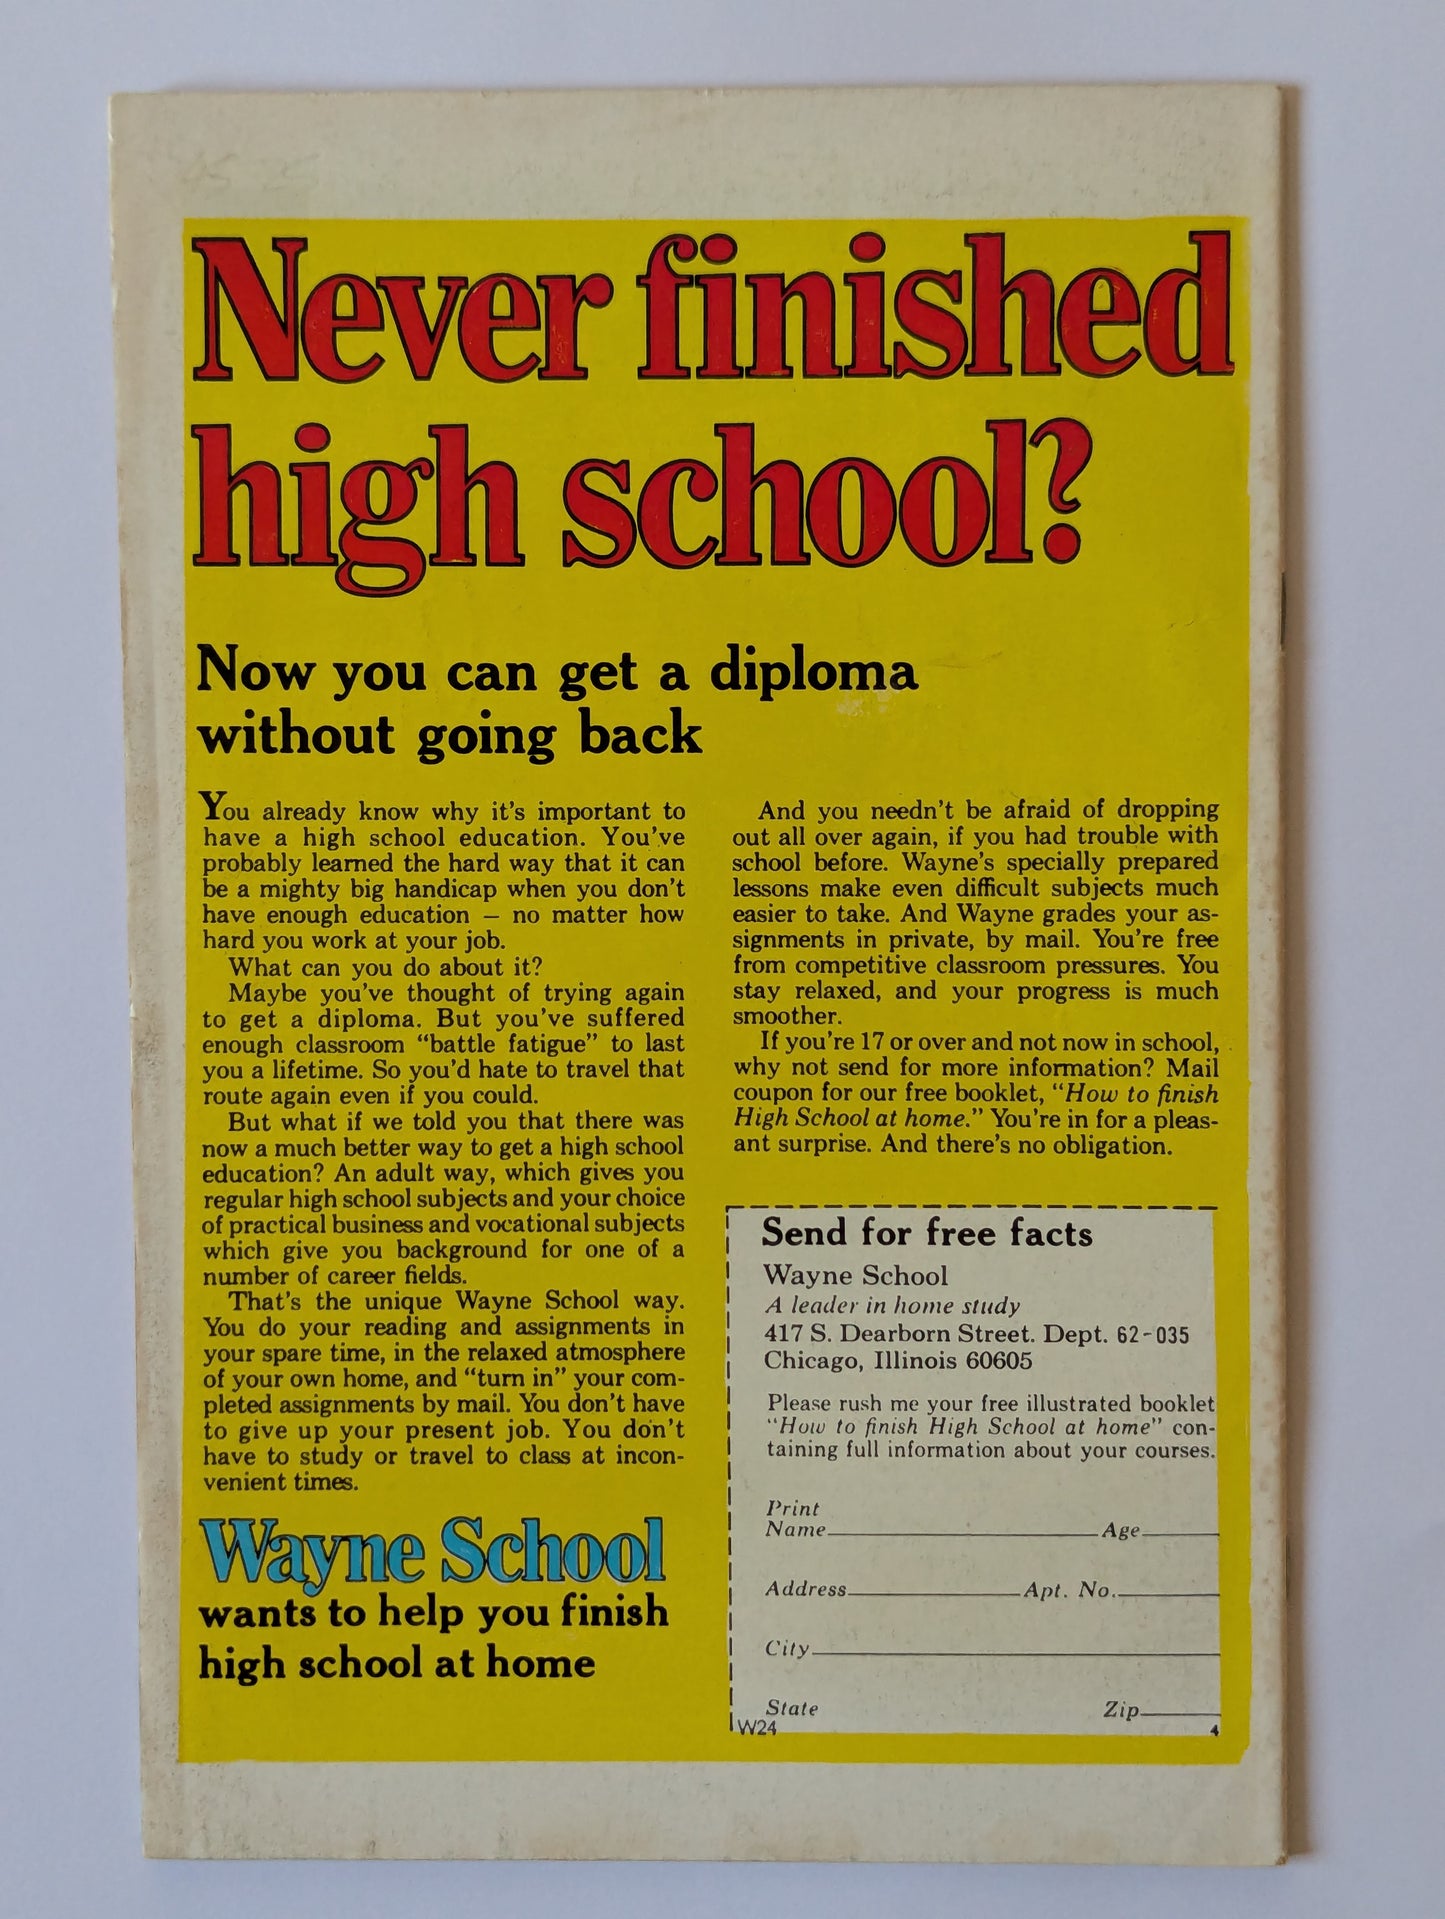 Never finished
high school?
Now you can get a diploma
without going back
You already know why it's important to
have a high school education. You've
probably learned the hard way that it can
be a mighty big handicap when you don't
have enough education — no matter how
hard you work at your job.
What can you do about it?
Maybe you've thought of trying again
to get a diploma. But you've suffered
enough classroom "battle fatigue" to last
you a lifetime. So you'd hate to travel that
route again even if you could.
But what if we told you that there was
now a much better way to get a high school
education? An adult way, which gives you
regular high school subjects and your choice
of practical business and vocational subjects
which give you background for one of a
number of career fields.
That's the unique Wayne School way.
You do your reading and assignments in
your spare time, in the relaxed atmosphere
of your own home, and "turn in" your com-
pleted assignments by mail. You don't have
to give up your present job. You don't
have to study or travel to class at incon-
venient times.
Wayne School
wants to help you finish
high school at home
And you needn't be afraid of dropping
out all over again, if you had trouble with
school before. Wayne's specially prepared
lessons make even difficult subjects much
easier to take. And Wayne grades your as-
signments in private, by mail. You're free
from competitive classroom pressures. You
stay relaxed, and your progress is much
smoother.
If you're 17 or over and not now in school,
why not send for more information? Mail
coupon for our free booklet, "How to finish
High School at home." You're in for a pleas-
ant surprise. And there's no obligation.
Send for free facts
Wayne School
A leader in home study
417 S. Dearborn Street. Dept. 62-035
Chicago, Illinois 60605
Please rush me your free illustrated booklet
"How to finish High School at home" con-
taining full information about your courses.
Print
Name Age
Address Apt. No.
City
State Zip
W24 4